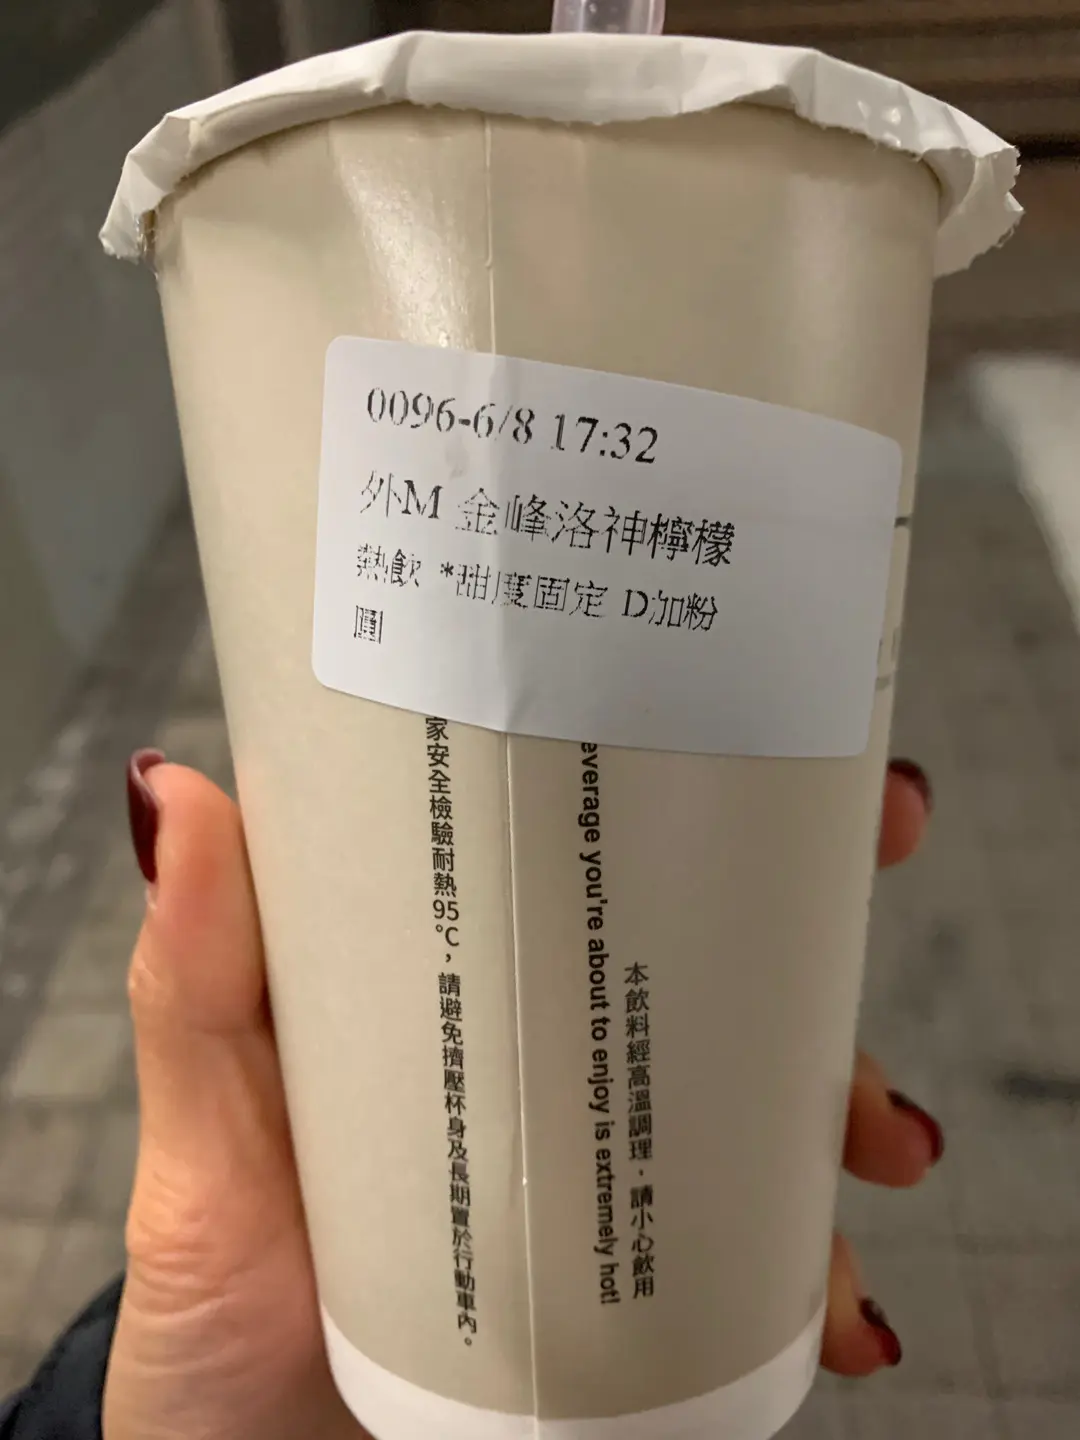 0096-6/8 17:32
外M 金峰洛神檸檬
熱飲 *甜度固定 D加粉
圓
家安全檢驗耐熱95℃，請避免擠壓杯身及長期置於行動車內。
everage you're about to enjoy is extremely hot!
本飲料經高溫調理，請小心飲用